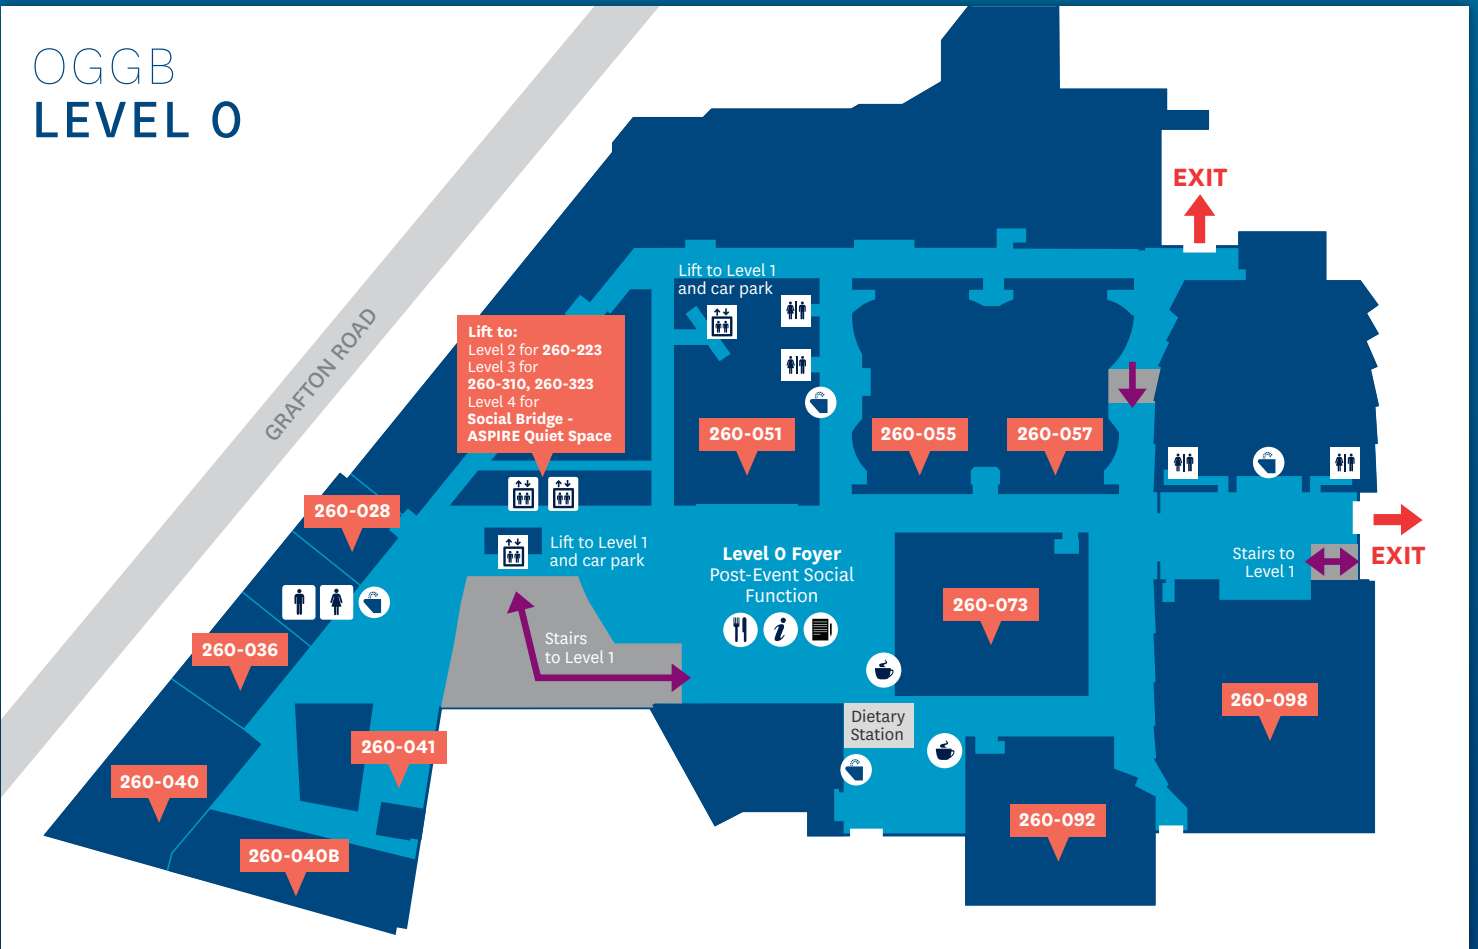 OGGB
LEVEL 0
GRAFTON ROAD
EXIT
Lift to Level 1
and car park
Lift to:
Level 2 for 260-223
Level 3 for
260-310, 260-323
Level 4 for
Social Bridge -
ASPIRE Quiet Space
260-051
260-055
260-057
260-028
Lift to Level 1
and car park
Level 0 Foyer
Post-Event Social
Function
i
Stairs to
Level 1
EXIT
260-073
260-036
Stairs
to Level 1
260-098
Dietary
Station
260-041
260-040
260-092
260-040B